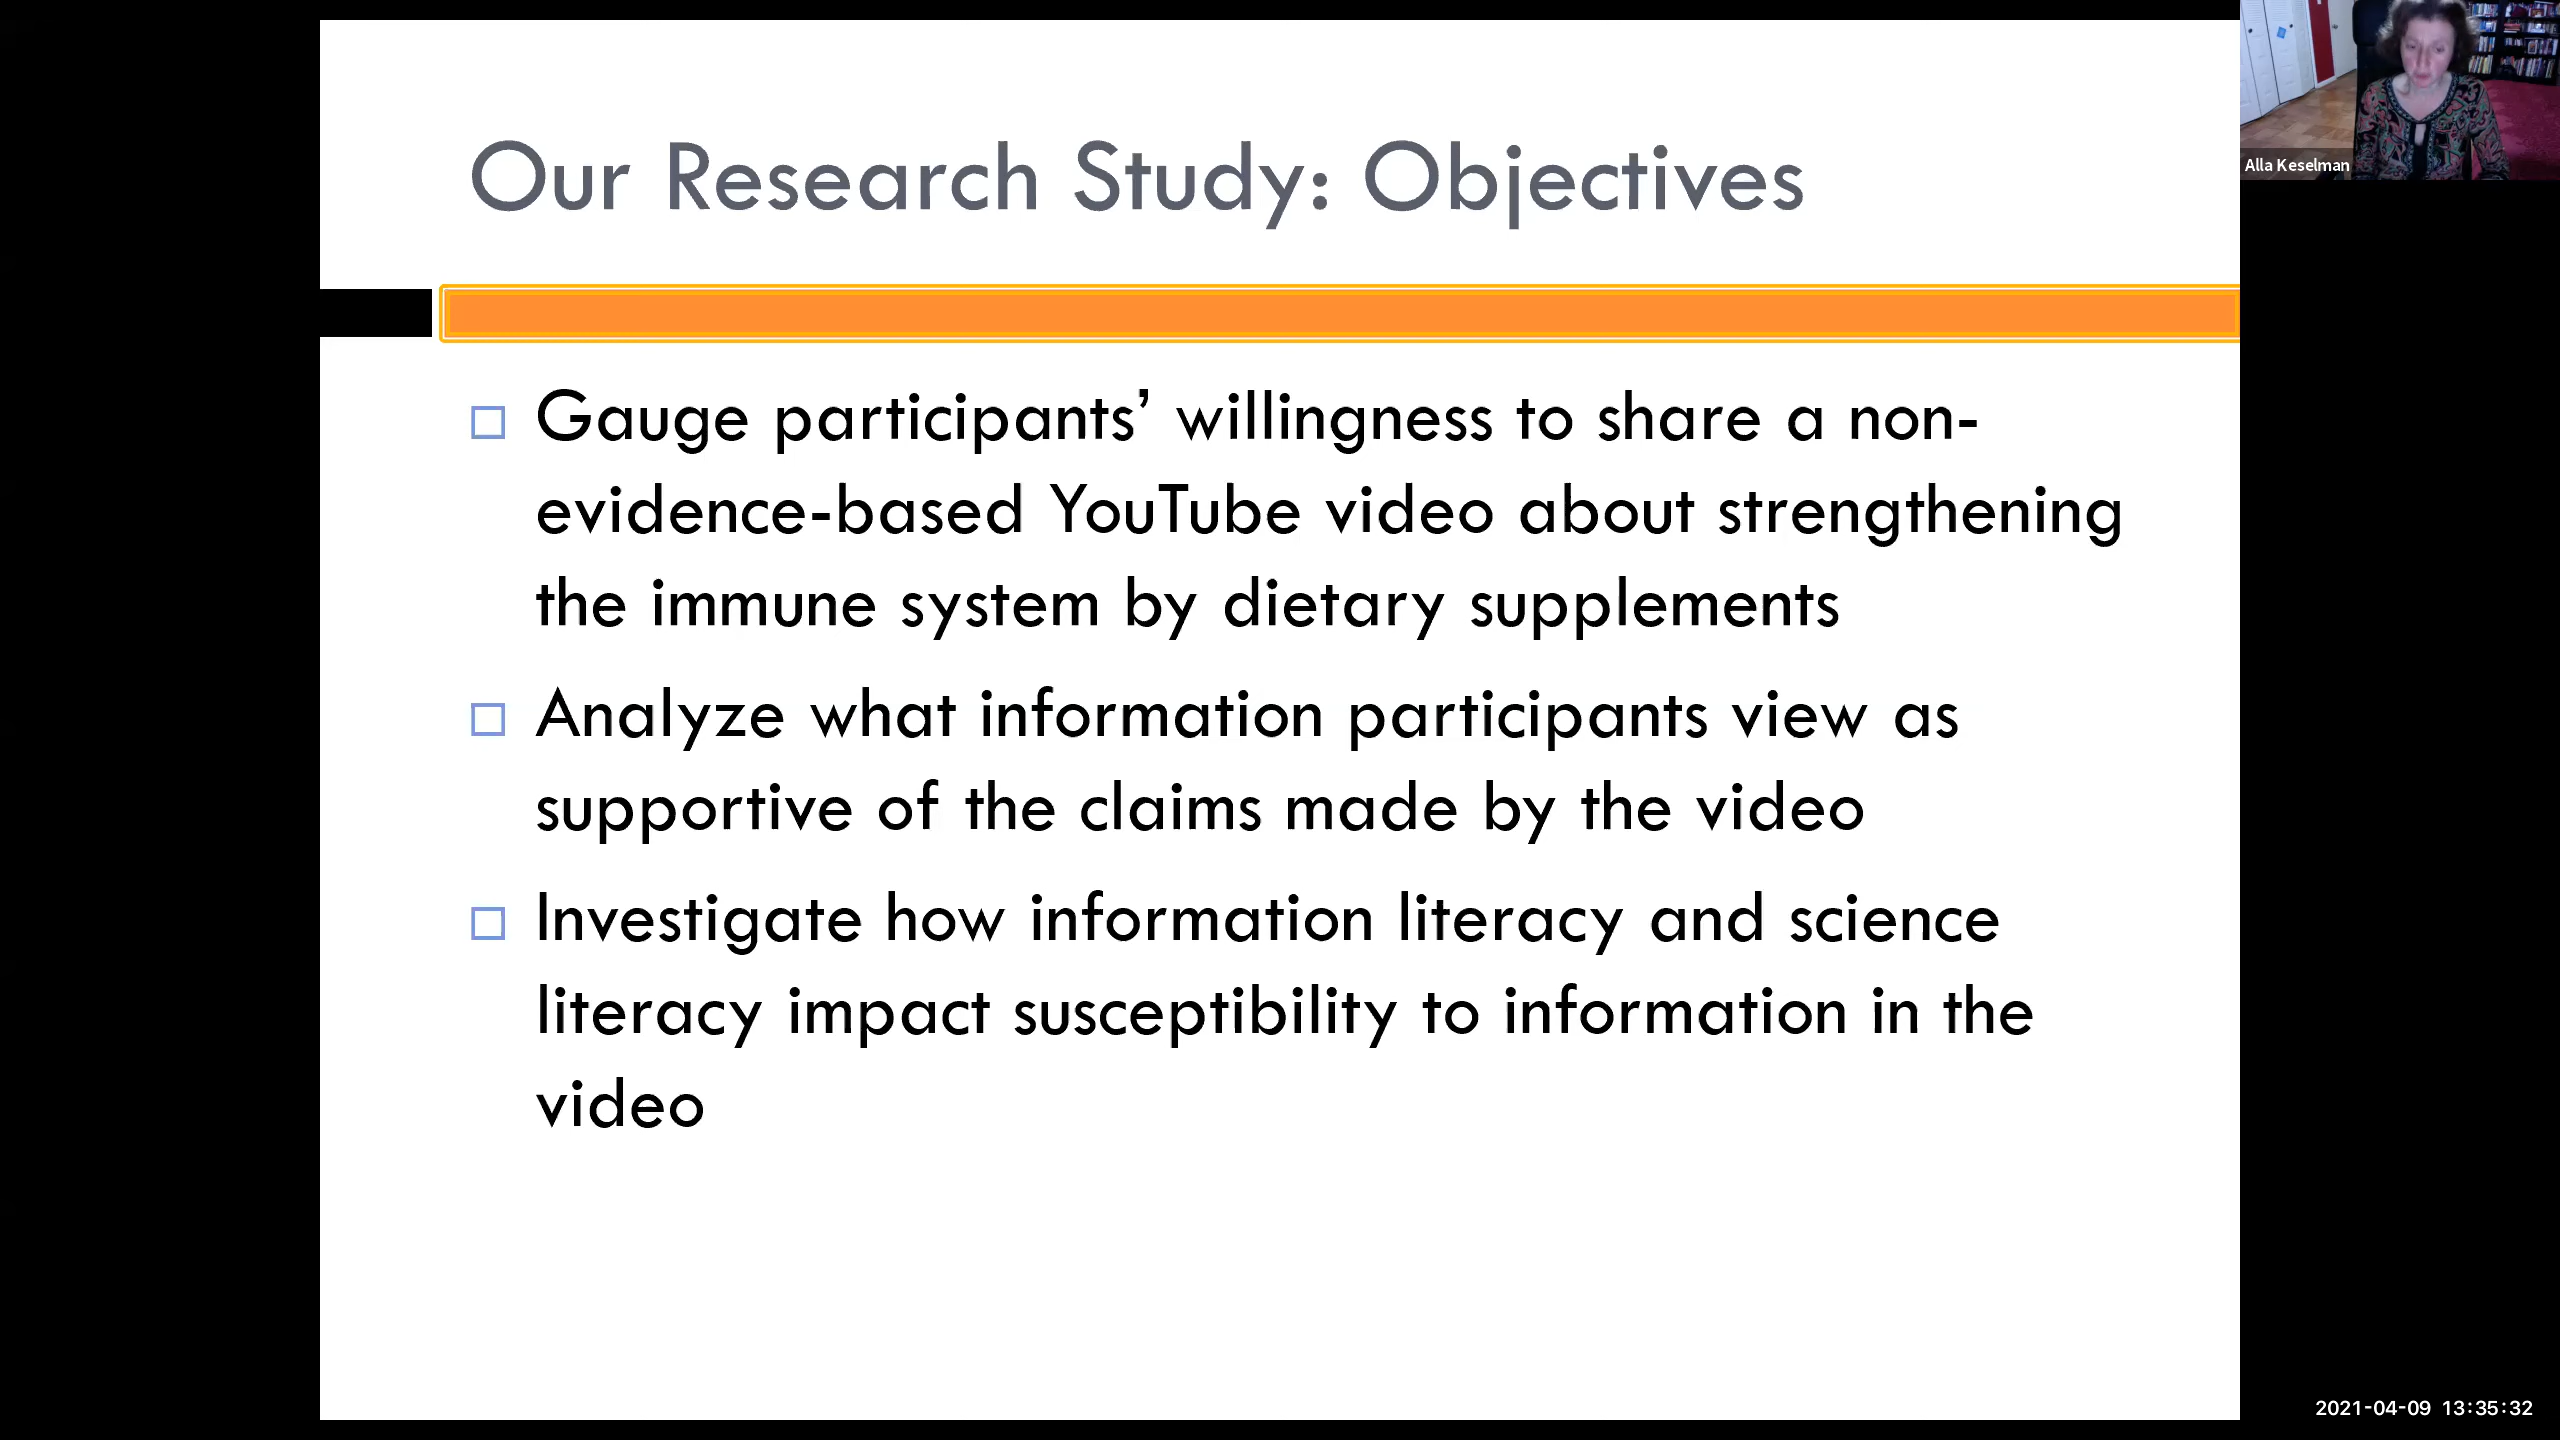 Our Research Study: Objectives
Gauge participants’ willingness to share a non-
evidence-based YouTube video about strengthening
the immune system by dietary supplements
Analyze what information participants view as
supportive of the claims made by the video
Investigate how information literacy and science
literacy impact susceptibility to information in the
video
Alla Keselman
2021-04-09 13:35:32